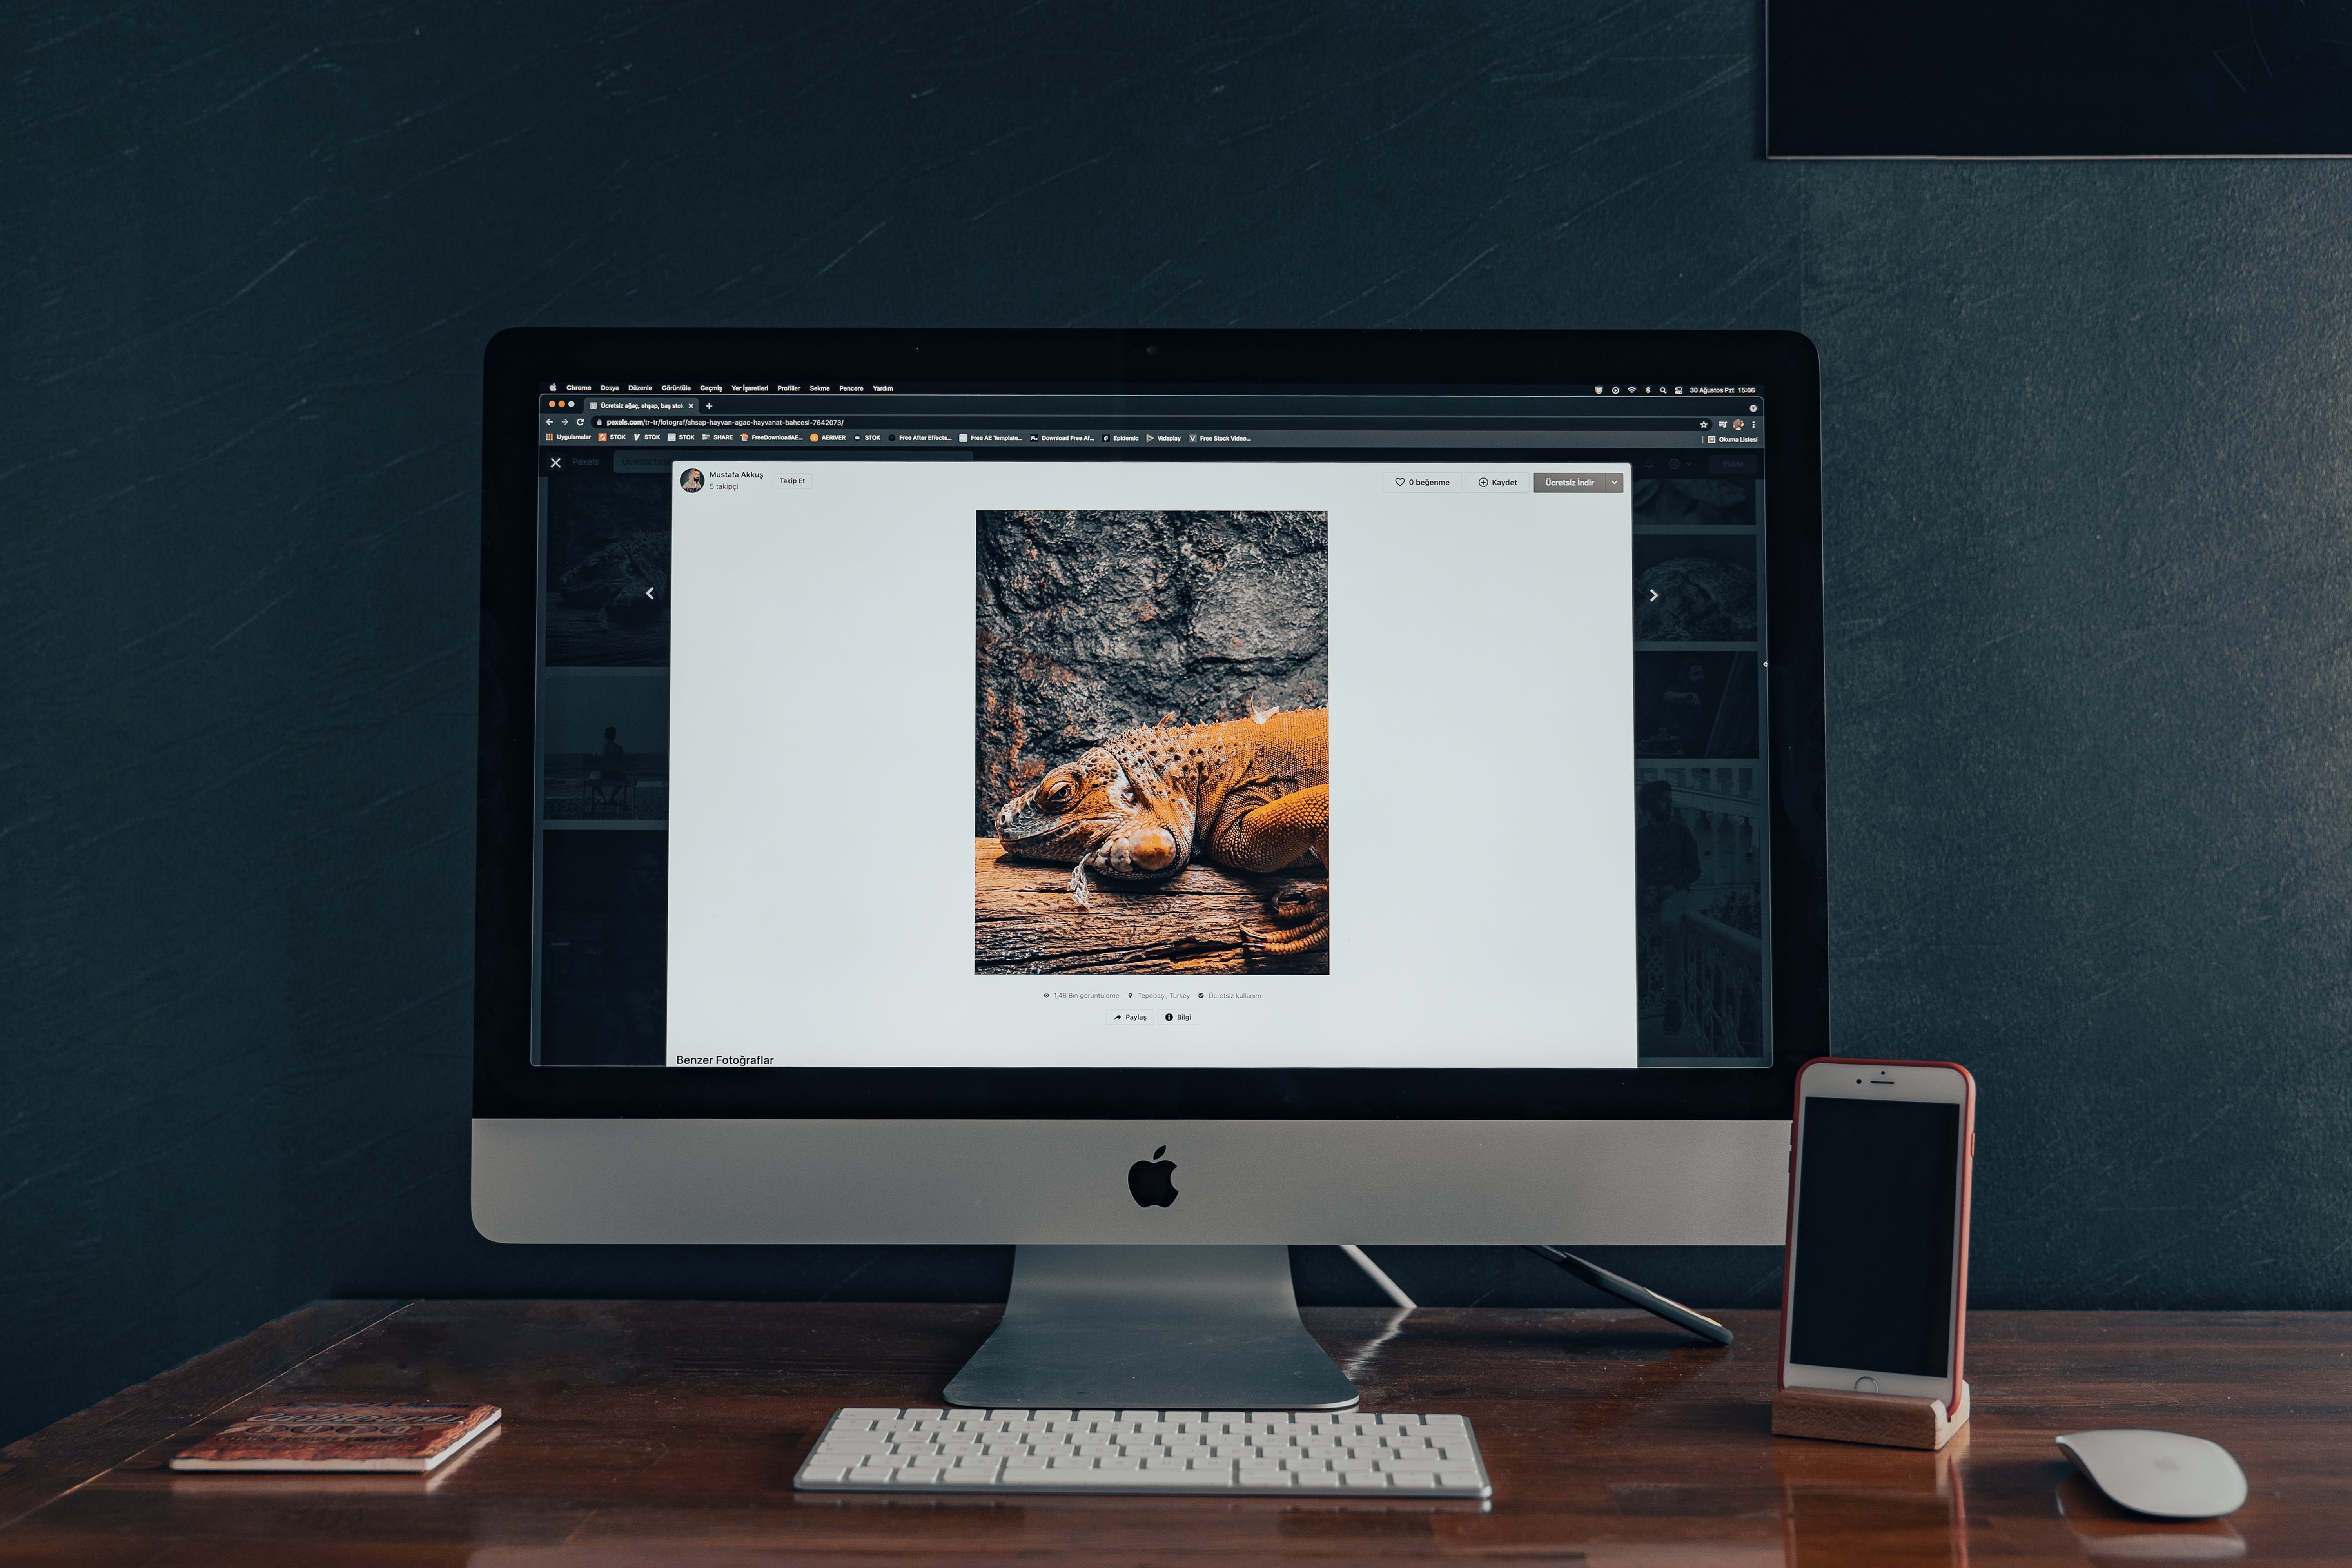 Chrome Dosya Düzenle Görüntüle Geçmiş Yer İşaretleri Profiller Sekme Pencere Yardım 30 Ağustos Pzt 15:06
Ücretsiz ağaç, ahşap, baş stok
pexels.com/tr-tr/fotograf/ahsap-hayvan-agac-hayvanat-bahcesi-7642073/
Uygulamalar STOK STOK STOK SHARE FreeDownloadAE... AERIVER STOK Free After Effects... Free AE Template... Download Free Af... Epidemic Vidsplay Free Stock Video... Okuma Listesi
Pexels Yükle
Mustafa Akkuş
5 takipçi
Takip Et
0 beğenme Kaydet Ücretsiz İndir
1,48 Bin görüntüleme Tepebaşı, Turkey Ücretsiz kullanım
Paylaş Bilgi
Benzer Fotoğraflar